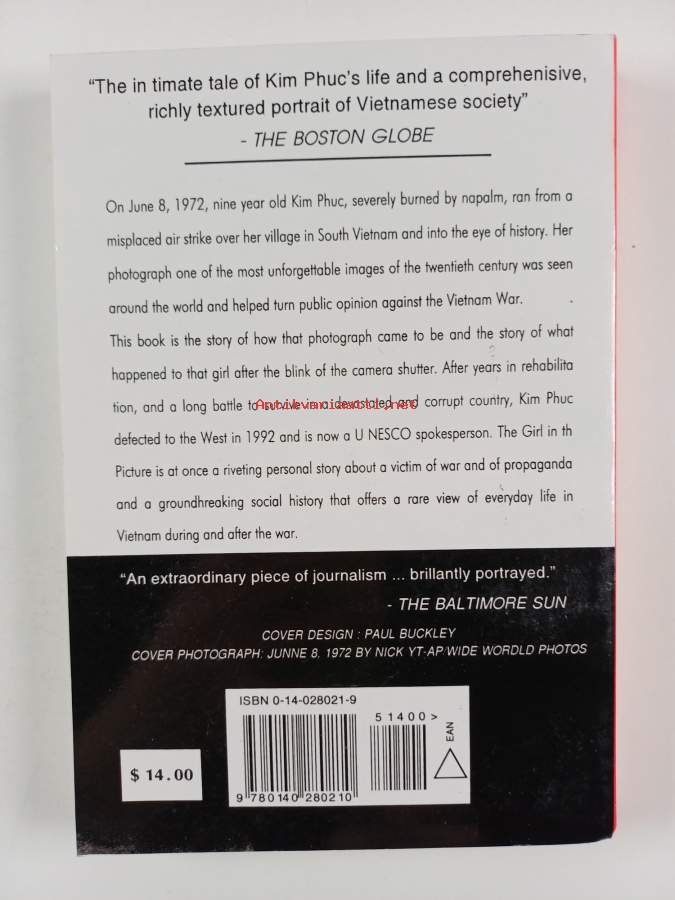 “The in timate tale of Kim Phuc’s life and a comprehenisive,
richly textured portrait of Vietnamese society”
- THE BOSTON GLOBE
On June 8, 1972, nine year old Kim Phuc, severely burned by napalm, ran from a
misplaced air strike over her village in South Vietnam and into the eye of history. Her
photograph one of the most unforgettable images of the twentieth century was seen
around the world and helped turn public opinion against the Vietnam War.
This book is the story of how that photograph came to be and the story of what
happened to that girl after the blink of the camera shutter. After years in rehabilita
tion, and a long battle to survive in a devastated and corrupt country, Kim Phuc
Anticvariatati.net
defected to the West in 1992 and is now a U NESCO spokesperson. The Girl in th
Picture is at once a riveting personal story about a victim of war and of propaganda
and a groundhreaking social history that offers a rare view of everyday life in
Vietnam during and after the war.
“An extraordinary piece of journalism ... brillantly portrayed.”
- THE BALTIMORE SUN
COVER DESIGN : PAUL BUCKLEY
COVER PHOTOGRAPH: JUNNE 8, 1972 BY NICK YT-AP/WIDE WORDLD PHOTOS
ISBN 0-14-028021-9
51400>
EAN
$ 14.00
9 780140 280210